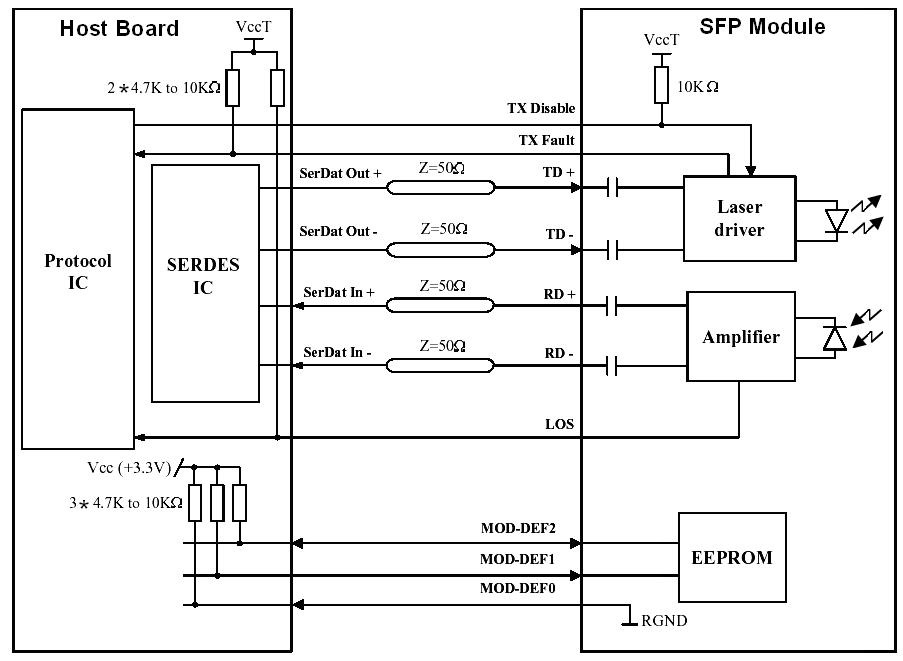 Host Board
SFP Module
VccT
VccT
2*4.7K to 10KΩ
10KΩ
TX Disable
TX Fault
SerDat Out +
Z=50Ω
TD +
SerDat Out -
Z=50Ω
TD -
SerDat In +
Z=50Ω
RD +
SerDat In -
Z=50Ω
RD -
Protocol
IC
SERDES
IC
Laser
driver
Amplifier
LOS
Vcc (+3.3V)
3*4.7K to 10KΩ
MOD-DEF2
MOD-DEF1
MOD-DEF0
EEPROM
RGND